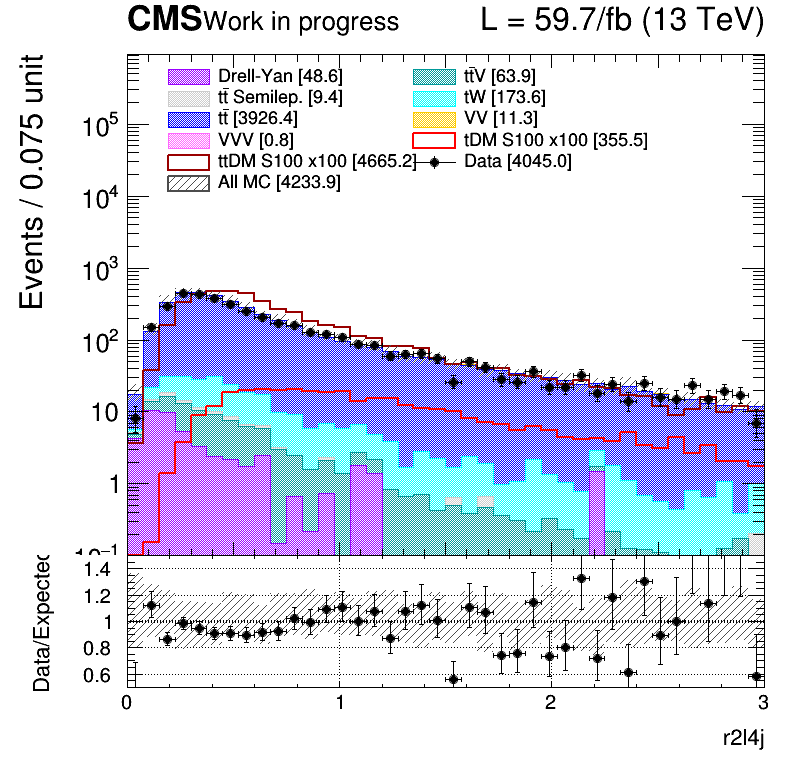 CMS Work in progress L = 59.7/fb (13 TeV)
Events / 0.075 unit
Drell-Yan [48.6] tt̄V [63.9]
tt̄ Semilep. [9.4] tW [173.6]
tt̄ [3926.4] VV [11.3]
VVV [0.8] tDM S100 x100 [355.5]
ttDM S100 x100 [4665.2] Data [4045.0]
All MC [4233.9]
10⁵
10⁴
10³
10²
10
1
10⁻¹
Data/Expected
1.4
1.2
1
0.8
0.6
0 1 2 3
r2l4j